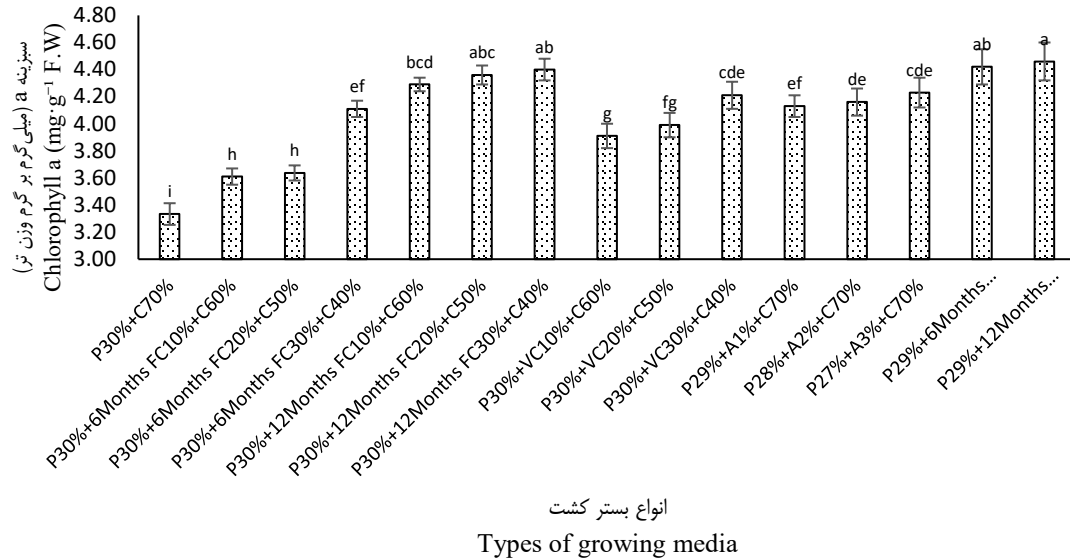 سبزینه a (میلی‌گرم بر گرم وزن تر)
Chlorophyll a (mg·g⁻¹ F.W)
4.80
4.60
4.40
4.20
4.00
3.80
3.60
3.40
3.20
3.00
i
h
h
ef
bcd
abc
ab
g
fg
cde
ef
de
cde
ab
a
P30%+C70%
P30%+6Months FC10%+C60%
P30%+6Months FC20%+C50%
P30%+6Months FC30%+C40%
P30%+12Months FC10%+C60%
P30%+12Months FC20%+C50%
P30%+12Months FC30%+C40%
P30%+VC10%+C60%
P30%+VC20%+C50%
P30%+VC30%+C40%
P29%+A1%+C70%
P28%+A2%+C70%
P27%+A3%+C70%
P29%+6Months...
P29%+12Months...
انواع بستر کشت
Types of growing media